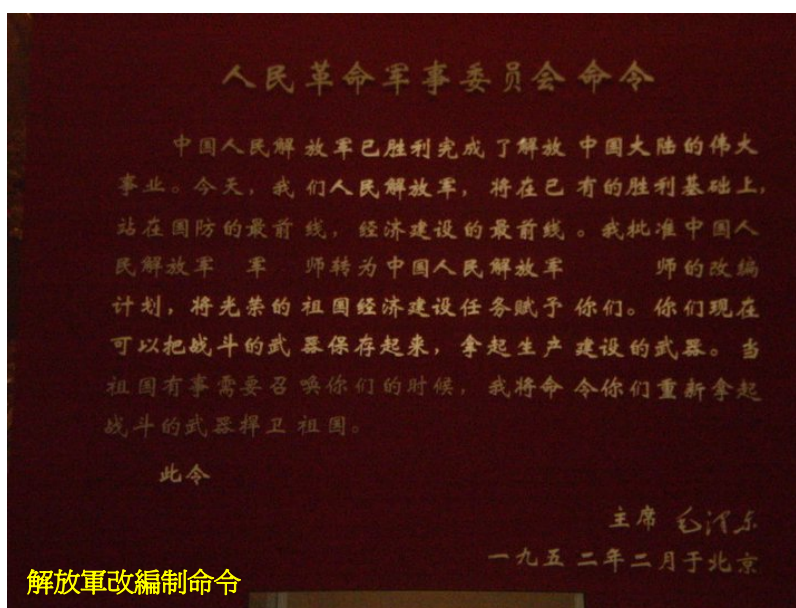 人民革命军事委员会命令
中国人民解放军已胜利完成了解放中国大陆的伟大
事业。今天，我们人民解放军，将在已有的胜利基础上，
站在国防的最前线，经济建设的最前线。我批准中国人
民解放军　军　师转为中国人民解放军　　　师的改编
计划，将光荣的祖国经济建设任务赋予你们。你们现在
可以把战斗的武器保存起来，拿起生产建设的武器。当
祖国有事需要召唤你们的时候，我将命令你们重新拿起
战斗的武器捍卫祖国。
此令
主席 毛泽东
一九五二年二月于北京
解放軍改編制命令